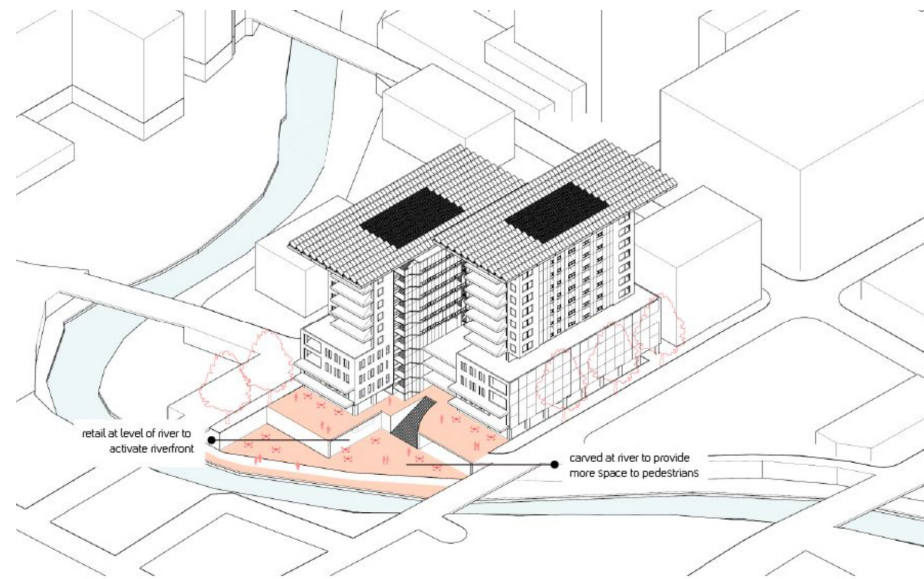 retail at level of river to
activate riverfront
carved at river to provide
more space to pedestrians